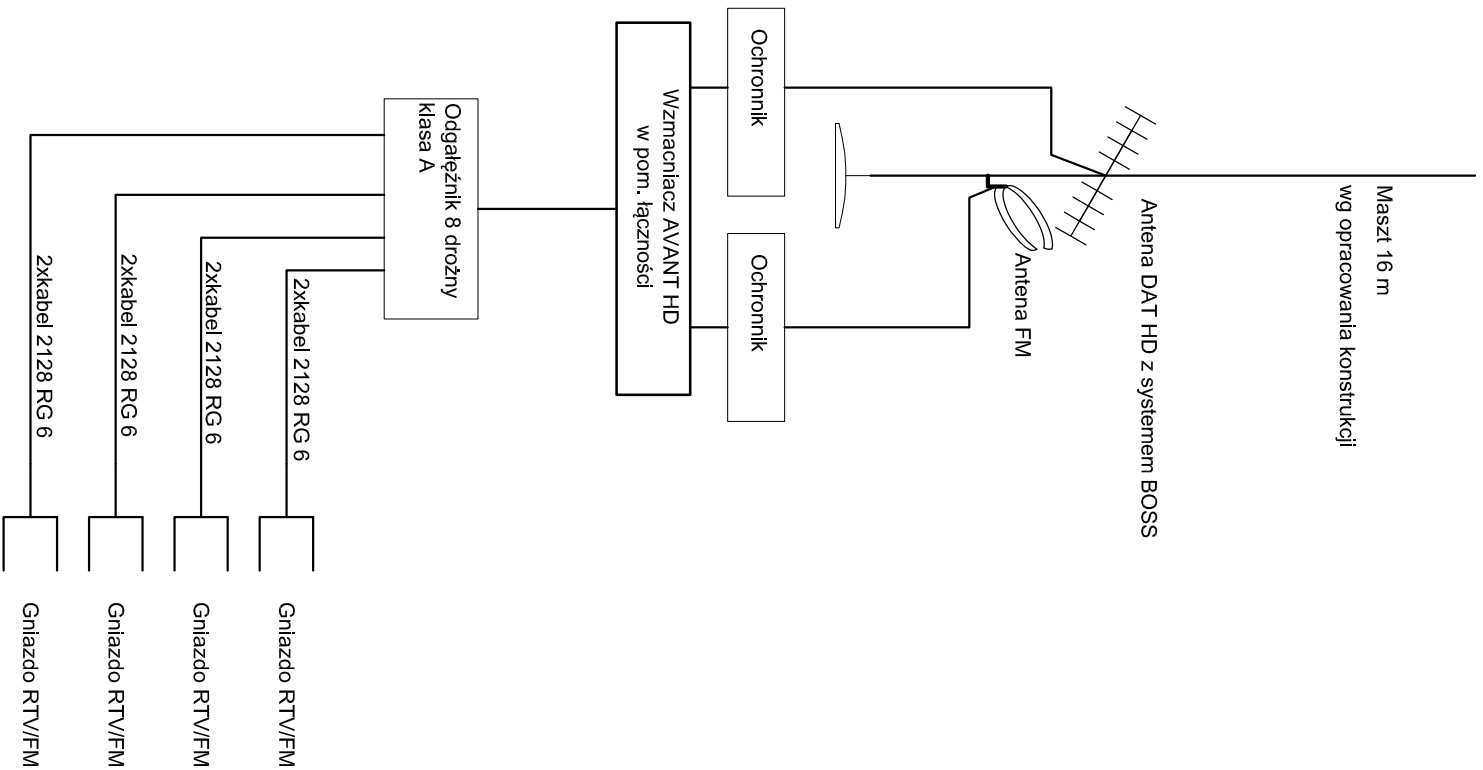 Maszt 16 m
wg opracowania konstrukcji
Antena DAT HD z systemem BOSS
Antena FM
Ochronnik
Ochronnik
Wzmacniacz AVANT HD
w pom. łączności
Odgałęźnik 8 drożny
klasa A
2xkabel 2128 RG 6
2xkabel 2128 RG 6
2xkabel 2128 RG 6
2xkabel 2128 RG 6
Gniazdo RTV/FM
Gniazdo RTV/FM
Gniazdo RTV/FM
Gniazdo RTV/FM